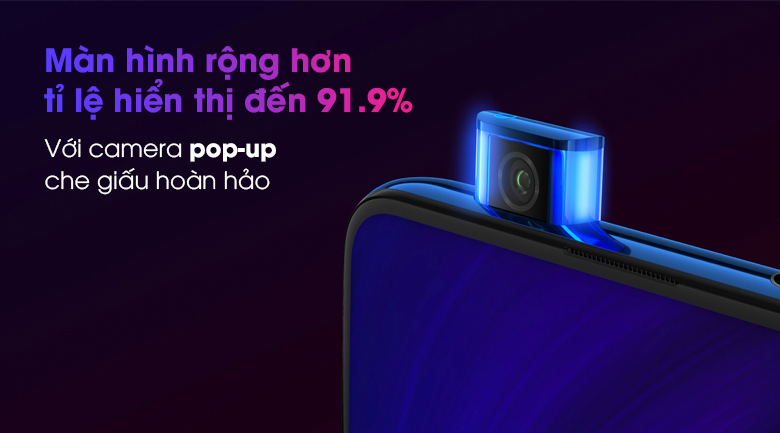 Màn hình rộng hơn
tỉ lệ hiển thị đến 91.9%
Với camera pop-up
che giấu hoàn hảo